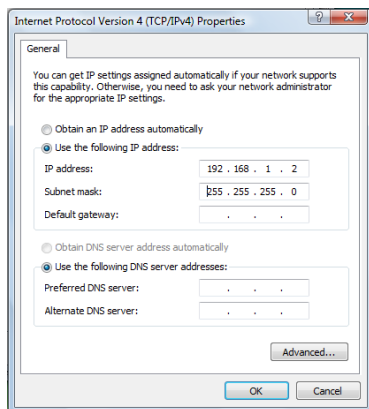 Internet Protocol Version 4 (TCP/IPv4) Properties
General
You can get IP settings assigned automatically if your network supports
this capability. Otherwise, you need to ask your network administrator
for the appropriate IP settings.
Obtain an IP address automatically
Use the following IP address:
IP address: 192 . 168 . 1 . 2
Subnet mask: 255 . 255 . 255 . 0
Default gateway: . . .
Obtain DNS server address automatically
Use the following DNS server addresses:
Preferred DNS server: . . .
Alternate DNS server: . . .
Advanced...
OK Cancel